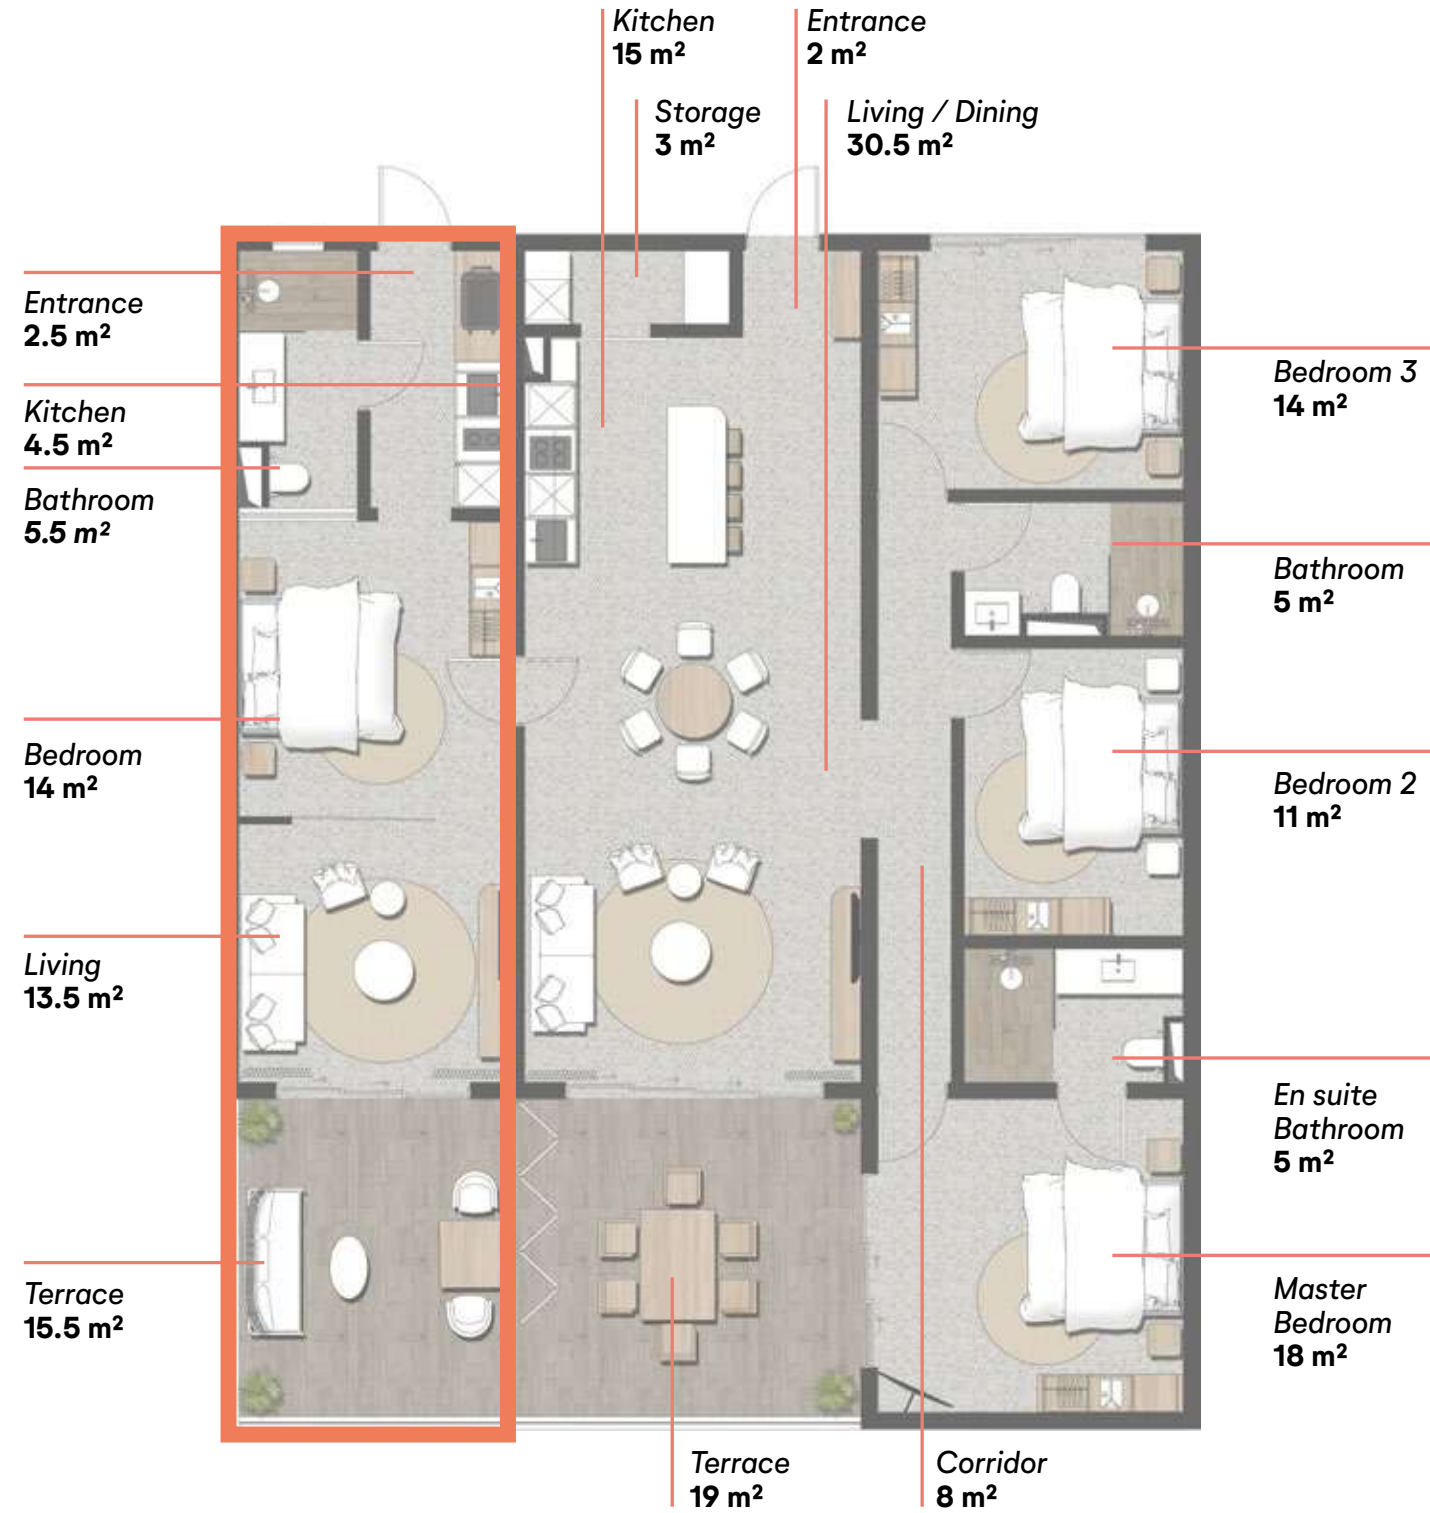 Kitchen
15 m²
Entrance
2 m²
Storage
3 m²
Living / Dining
30.5 m²
Entrance
2.5 m²
Kitchen
4.5 m²
Bathroom
5.5 m²
Bedroom
14 m²
Living
13.5 m²
Terrace
15.5 m²
Bedroom 3
14 m²
Bathroom
5 m²
Bedroom 2
11 m²
En suite
Bathroom
5 m²
Master
Bedroom
18 m²
Terrace
19 m²
Corridor
8 m²